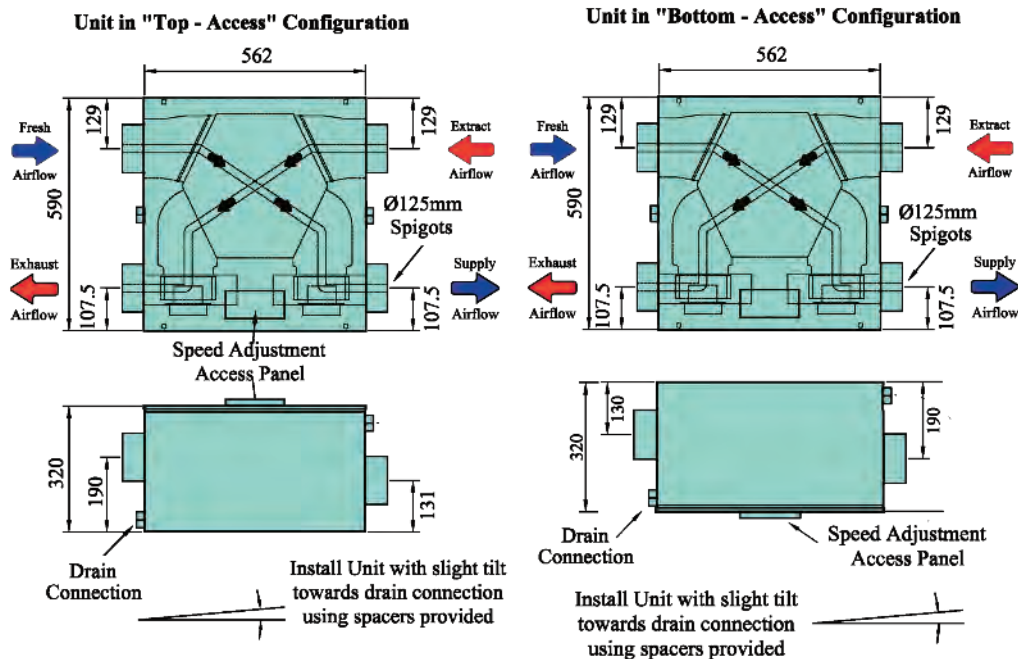 Unit in "Top - Access" Configuration
562
590
129
129
Fresh
Airflow
Extract
Airflow
Ø125mm
Spigots
Exhaust
Airflow
Supply
Airflow
107.5
107.5
Speed Adjustment
Access Panel
320
190
131
Drain
Connection
Install Unit with slight tilt
towards drain connection
using spacers provided
Unit in "Bottom - Access" Configuration
562
590
129
129
Fresh
Airflow
Extract
Airflow
Ø125mm
Spigots
Exhaust
Airflow
Supply
Airflow
107.5
107.5
320
130
190
Drain
Connection
Speed Adjustment
Access Panel
Install Unit with slight tilt
towards drain connection
using spacers provided